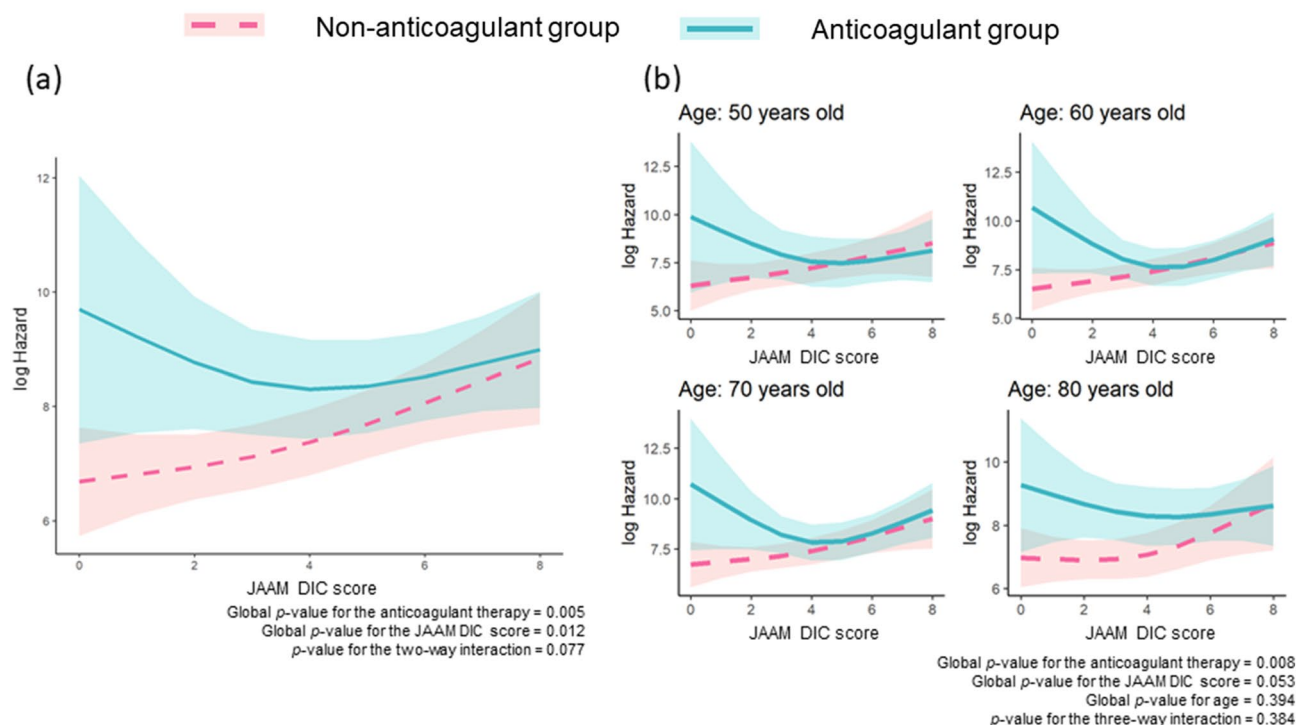 Non-anticoagulant group
Anticoagulant group
(a)
log Hazard
12
10
8
6
0
2
4
6
8
JAAM DIC score
Global p-value for the anticoagulant therapy = 0.005
Global p-value for the JAAM DIC score = 0.012
p-value for the two-way interaction = 0.077
(b)
Age: 50 years old
log Hazard
12.5
10.0
7.5
5.0
0
2
4
6
8
JAAM DIC score
Age: 60 years old
log Hazard
12.5
10.0
7.5
5.0
0
2
4
6
8
JAAM DIC score
Age: 70 years old
log Hazard
12.5
10.0
7.5
0
2
4
6
8
JAAM DIC score
Age: 80 years old
log Hazard
10
8
6
0
2
4
6
8
JAAM DIC score
Global p-value for the anticoagulant therapy = 0.008
Global p-value for the JAAM DIC score = 0.053
Global p-value for age = 0.394
p-value for the three-way interaction = 0.384